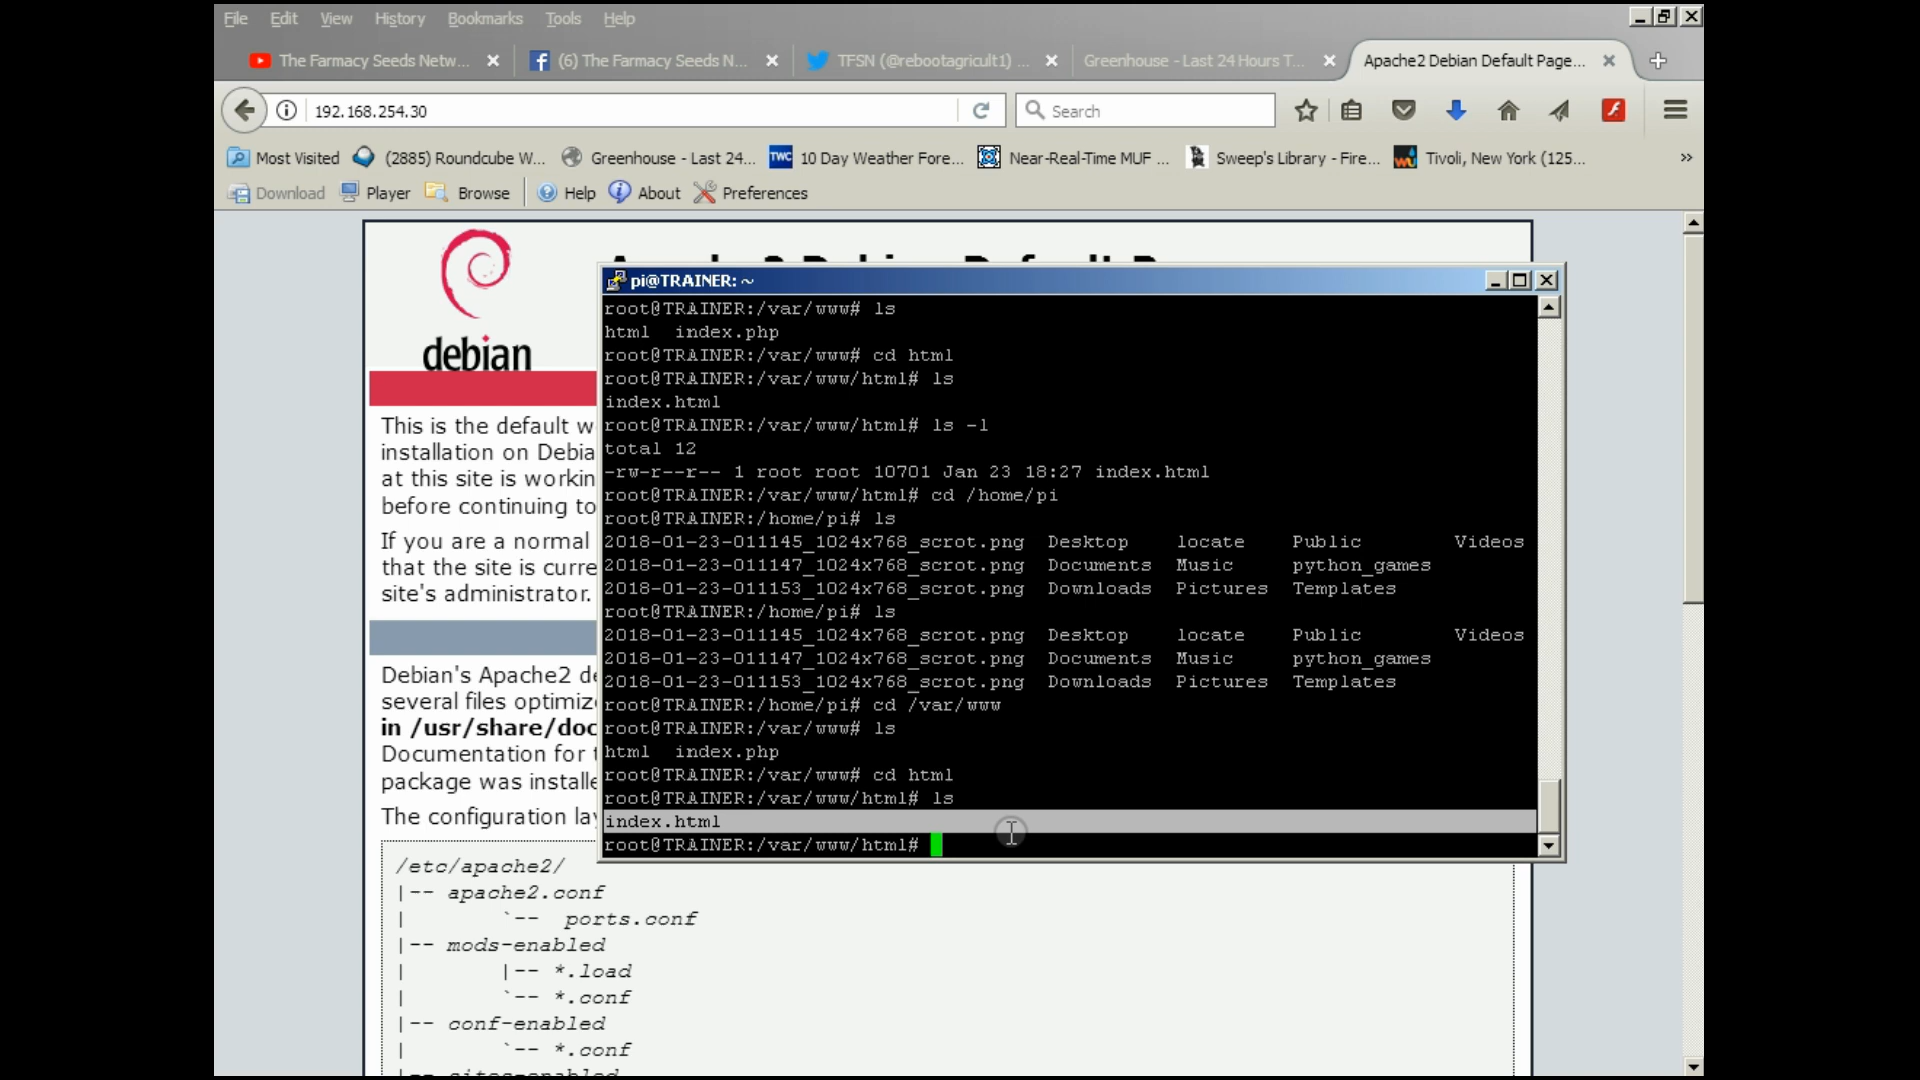 File Edit View History Bookmarks Tools Help
The Farmacy Seeds Netw... (6) The Farmacy Seeds N... TFSN (@rebootagricult1) ... Greenhouse - Last 24 Hours T... Apache2 Debian Default Page...
192.168.254.30 Search
Most Visited (2885) Roundcube W... Greenhouse - Last 24... TWC 10 Day Weather Fore... Near-Real-Time MUF ... Sweep's Library - Fire... Tivoli, New York (125...
Download Player Browse Help About Preferences
debian
This is the default w
installation on Debia
at this site is workin
before continuing to
If you are a normal
that the site is curre
site's administrator.
Debian's Apache2 de
several files optimiz
in /usr/share/doc
Documentation for t
package was installe
The configuration lay
/etc/apache2/
|-- apache2.conf
|       `--  ports.conf
|-- mods-enabled
|       |-- *.load
|       `-- *.conf
|-- conf-enabled
|       `-- *.conf
pi@TRAINER: ~
root@TRAINER:/var/www# ls
html  index.php
root@TRAINER:/var/www# cd html
root@TRAINER:/var/www/html# ls
index.html
root@TRAINER:/var/www/html# ls -l
total 12
-rw-r--r-- 1 root root 10701 Jan 23 18:27 index.html
root@TRAINER:/var/www/html# cd /home/pi
root@TRAINER:/home/pi# ls
2018-01-23-011145_1024x768_scrot.png  Desktop    locate    Public        Videos
2018-01-23-011147_1024x768_scrot.png  Documents  Music     python_games
2018-01-23-011153_1024x768_scrot.png  Downloads  Pictures  Templates
root@TRAINER:/home/pi# ls
2018-01-23-011145_1024x768_scrot.png  Desktop    locate    Public        Videos
2018-01-23-011147_1024x768_scrot.png  Documents  Music     python_games
2018-01-23-011153_1024x768_scrot.png  Downloads  Pictures  Templates
root@TRAINER:/home/pi# cd /var/www
root@TRAINER:/var/www# ls
html  index.php
root@TRAINER:/var/www# cd html
root@TRAINER:/var/www/html# ls
index.html
root@TRAINER:/var/www/html#